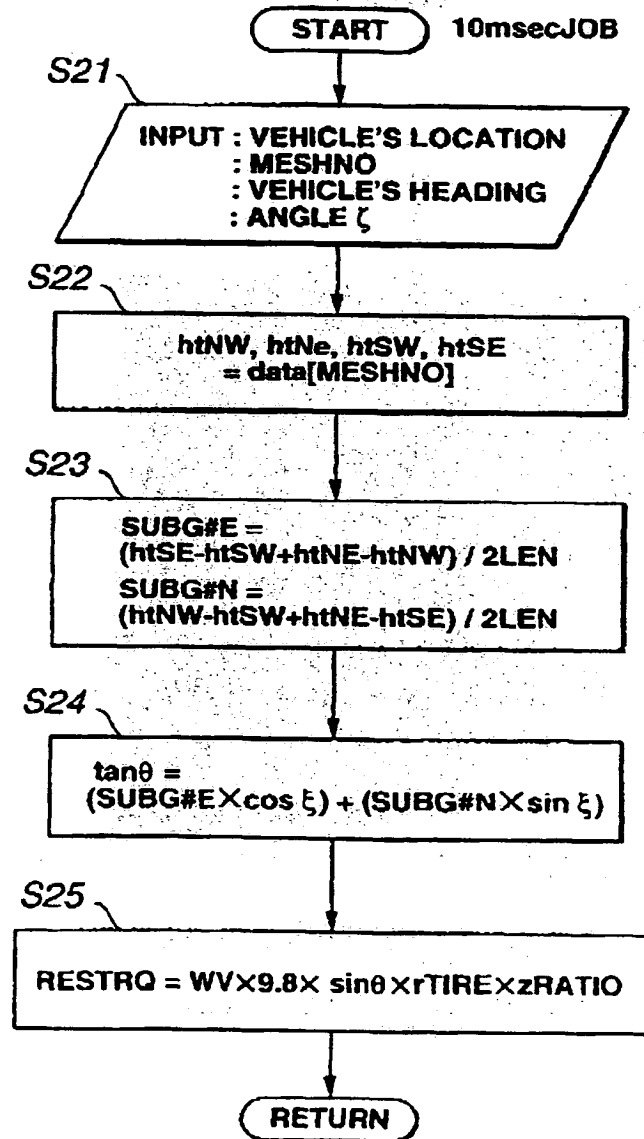 START 10msecJOB
S21
INPUT : VEHICLE'S LOCATION
: MESHNO
: VEHICLE'S HEADING
: ANGLE ζ
S22
htNW, htNe, htSW, htSE
= data[MESHNO]
S23
SUBG#E =
(htSE-htSW+htNE-htNW) / 2LEN
SUBG#N =
(htNW-htSW+htNE-htSE) / 2LEN
S24
tanθ =
(SUBG#E×cos ξ) + (SUBG#N×sin ξ)
S25
RESTRQ = WV×9.8× sinθ×rTIRE×zRATIO
RETURN